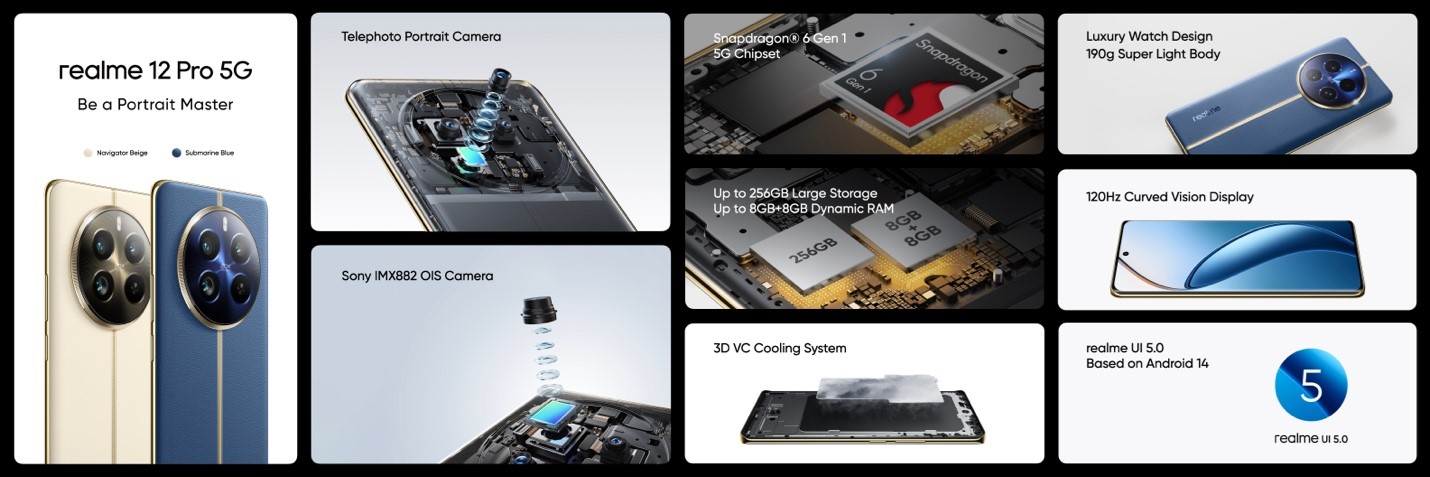 realme 12 Pro 5G
Be a Portrait Master
Navigator Beige
Submarine Blue
Telephoto Portrait Camera
Sony IMX882 OIS Camera
Snapdragon® 6 Gen 1
5G Chipset
Snapdragon
6
Gen 1
Up to 256GB Large Storage
Up to 8GB+8GB Dynamic RAM
256GB
8GB
+
8GB
3D VC Cooling System
Luxury Watch Design
190g Super Light Body
realme
120Hz Curved Vision Display
realme UI 5.0
Based on Android 14
5
realme UI 5.0